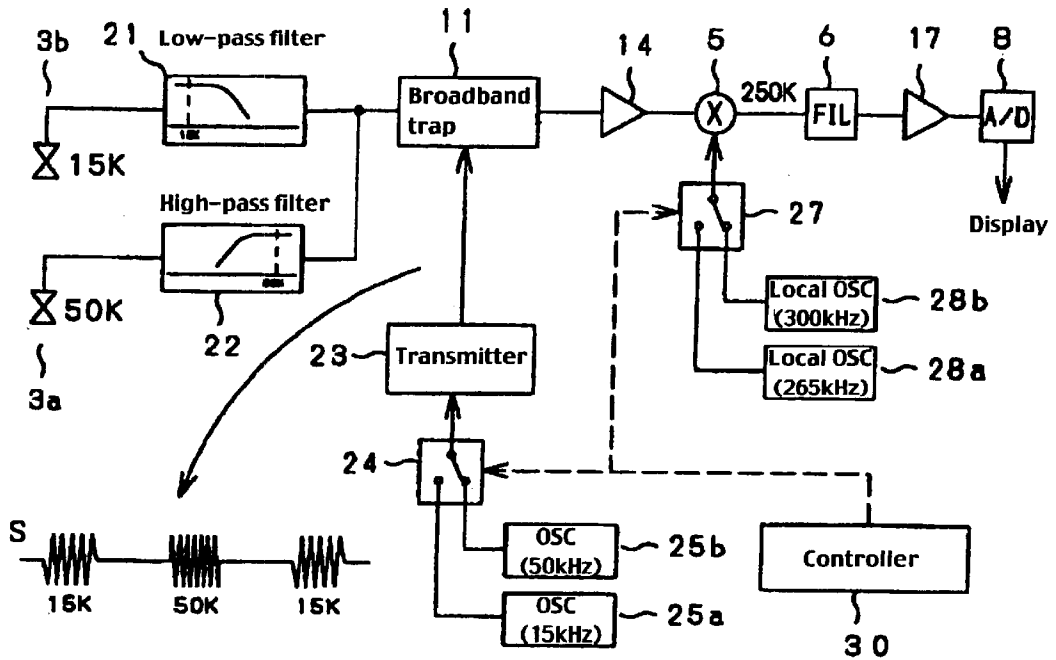 3b
21
Low-pass filter
11
14
5
6
17
8
Broadband
trap
250K
FIL
A/D
15K
High-pass filter
27
Display
50K
22
23
Transmitter
Local OSC
(300kHz)
28b
Local OSC
(265kHz)
28a
3a
24
S
15K
50K
15K
OSC
(50kHz)
25b
OSC
(15kHz)
25a
Controller
30